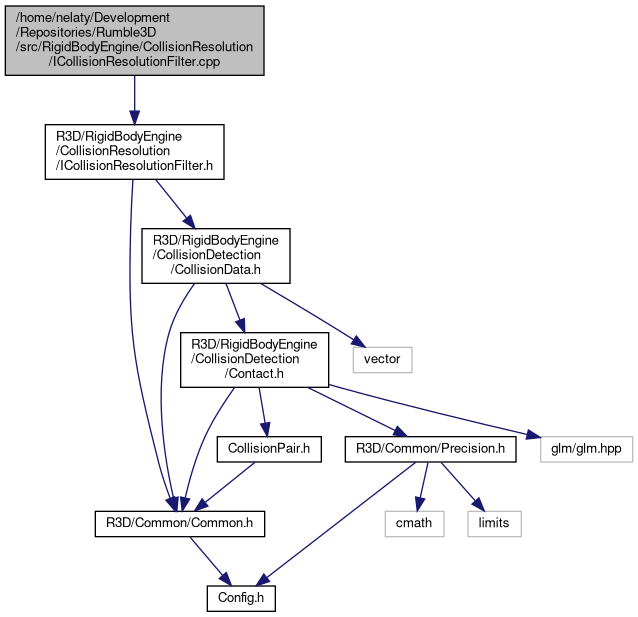 /home/nelaty/Development
/Repositories/Rumble3D
/src/RigidBodyEngine/CollisionResolution
/ICollisionResolutionFilter.cpp
R3D/RigidBodyEngine
/CollisionResolution
/ICollisionResolutionFilter.h
R3D/RigidBodyEngine
/CollisionDetection
/CollisionData.h
R3D/RigidBodyEngine
/CollisionDetection
/Contact.h
vector
CollisionPair.h
R3D/Common/Precision.h
glm/glm.hpp
R3D/Common/Common.h
cmath
limits
Config.h